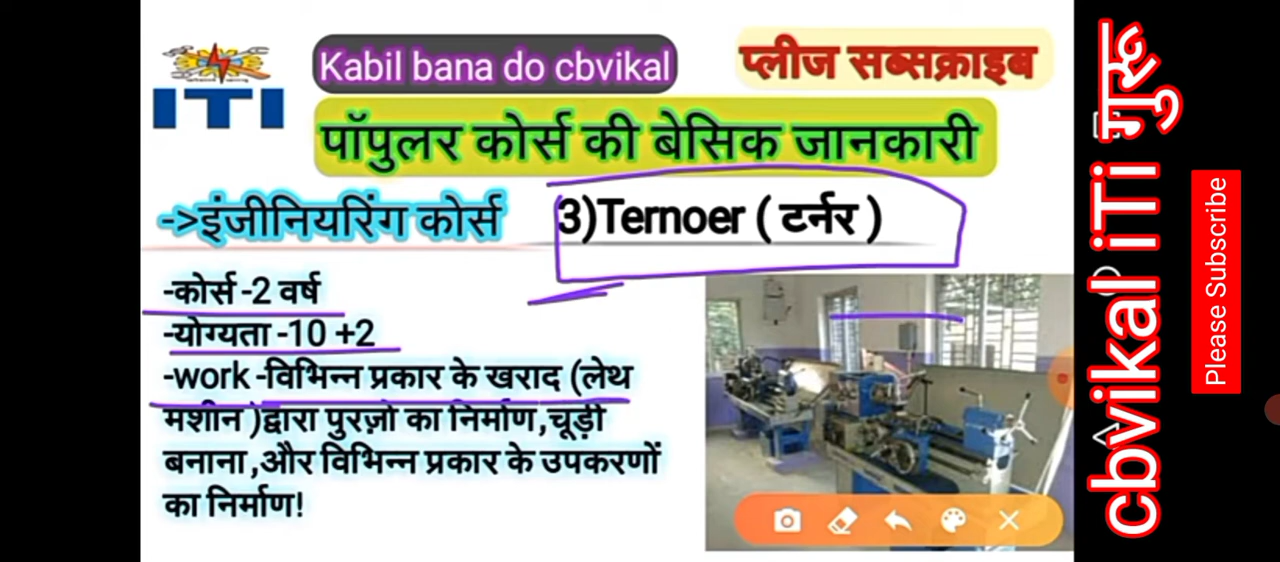 Kabil bana do cbvikal
प्लीज सब्सक्राइब
ITI
पॉपुलर कोर्स की बेसिक जानकारी
->इंजीनियरिंग कोर्स
3)Ternoer ( टर्नर )
-कोर्स -2 वर्ष
-योग्यता -10 +2
-work -विभिन्न प्रकार के खराद (लेथ
मशीन )द्वारा पुरज़ो का निर्माण,चूड़ी
बनाना,और विभिन्न प्रकार के उपकरणों
का निर्माण!
cbvikal iTi गुरू
Please Subscribe